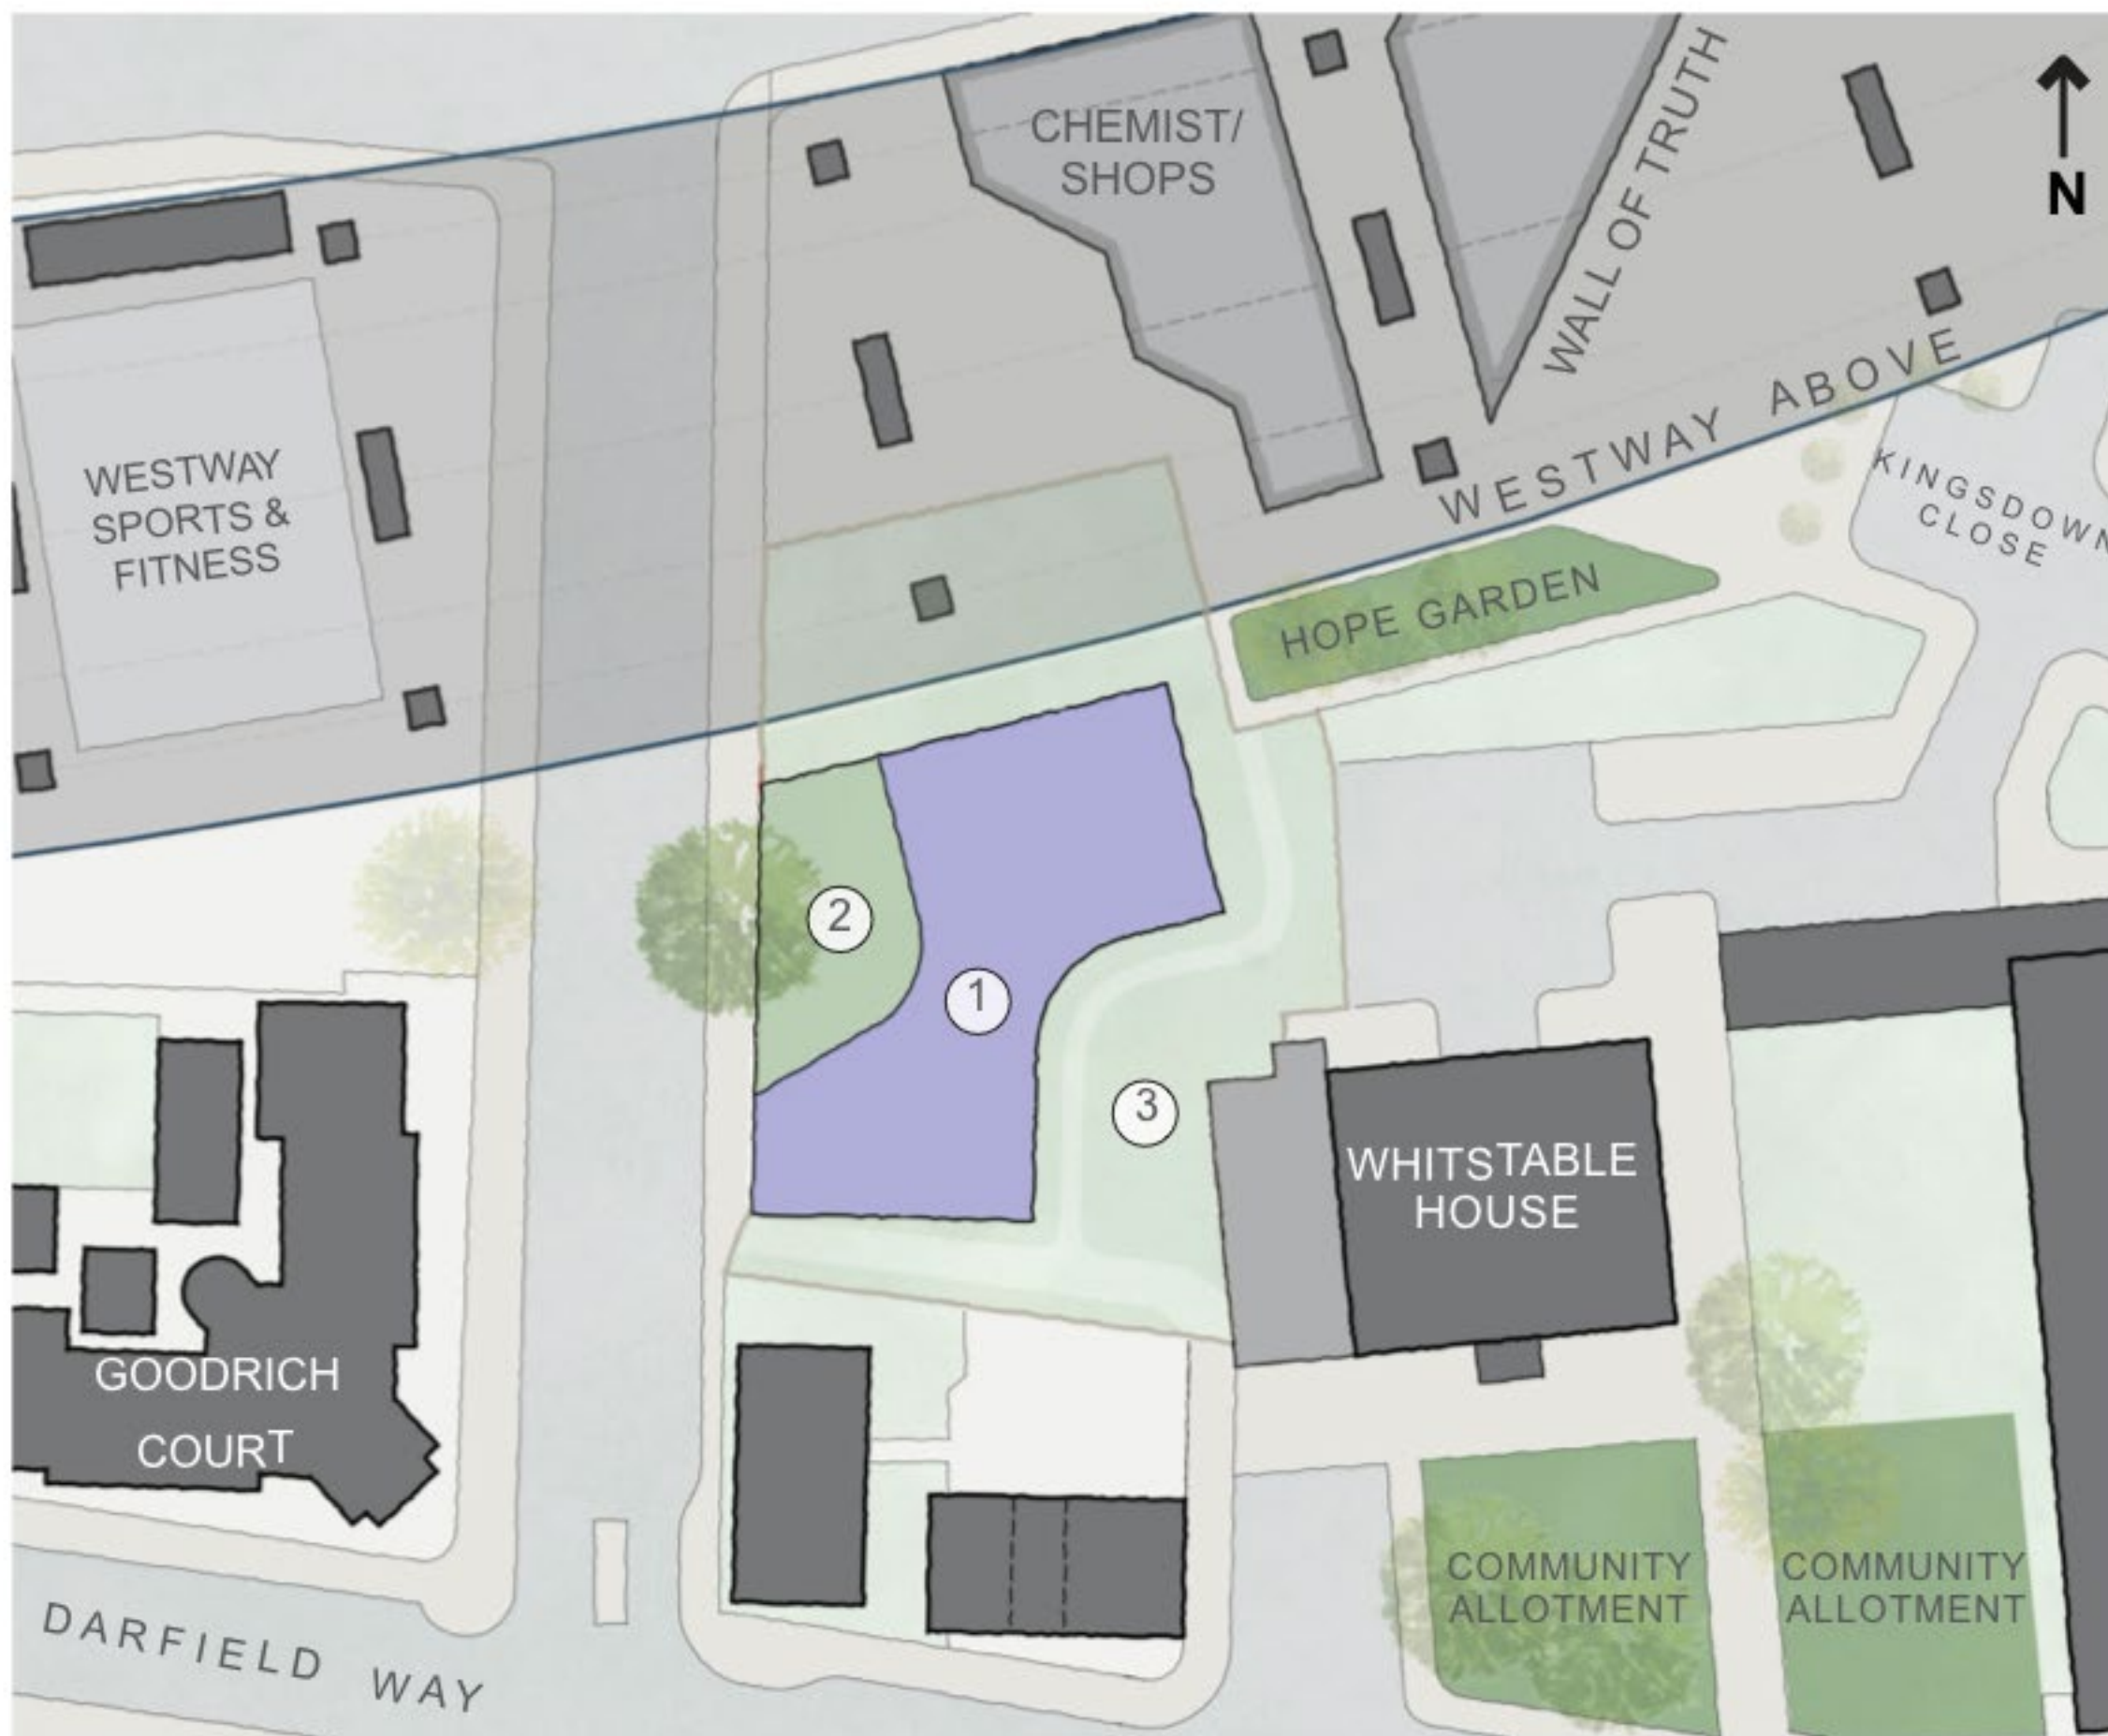 CHEMIST/
SHOPS
WALL OF TRUTH
N
WESTWAY ABOVE
WESTWAY
SPORTS &
FITNESS
KINGSDOWN
CLOSE
HOPE GARDEN
2
1
3
WHITSTABLE
HOUSE
GOODRICH
COURT
COMMUNITY
ALLOTMENT
COMMUNITY
ALLOTMENT
DARFIELD WAY